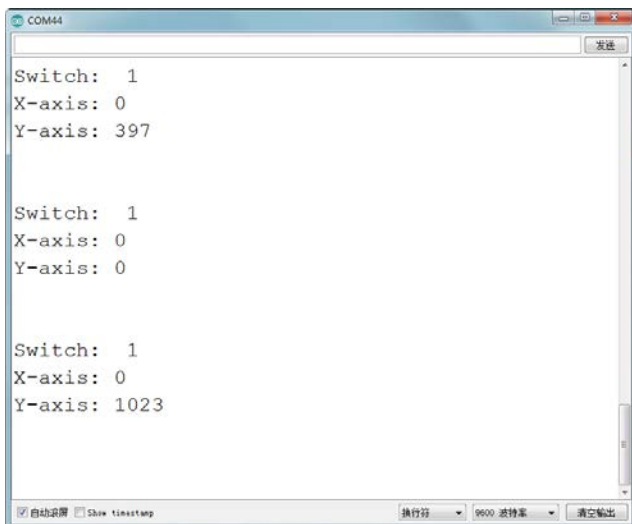 COM44
发送
Switch:  1
X-axis: 0
Y-axis: 397
Switch:  1
X-axis: 0
Y-axis: 0
Switch:  1
X-axis: 0
Y-axis: 1023
自动滚屏 Show timestamp 换行符 9600 波特率 清空输出